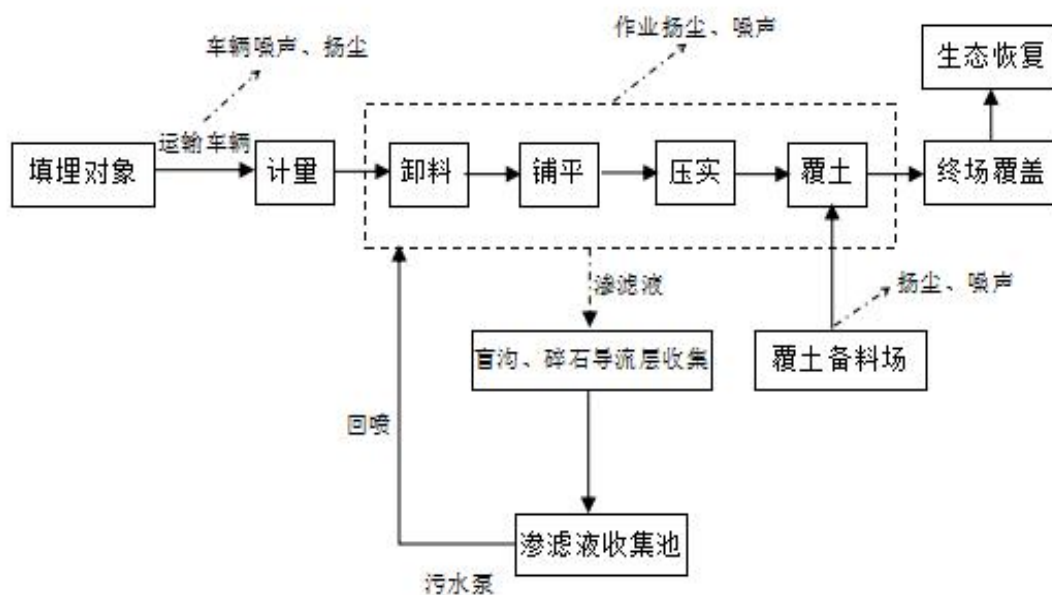 车辆噪声、扬尘
作业扬尘、噪声
生态恢复
运输车辆
填埋对象
计量
卸料
铺平
压实
覆土
终场覆盖
渗滤液
扬尘、噪声
盲沟、碎石导流层收集
覆土备料场
回喷
渗滤液收集池
污水泵